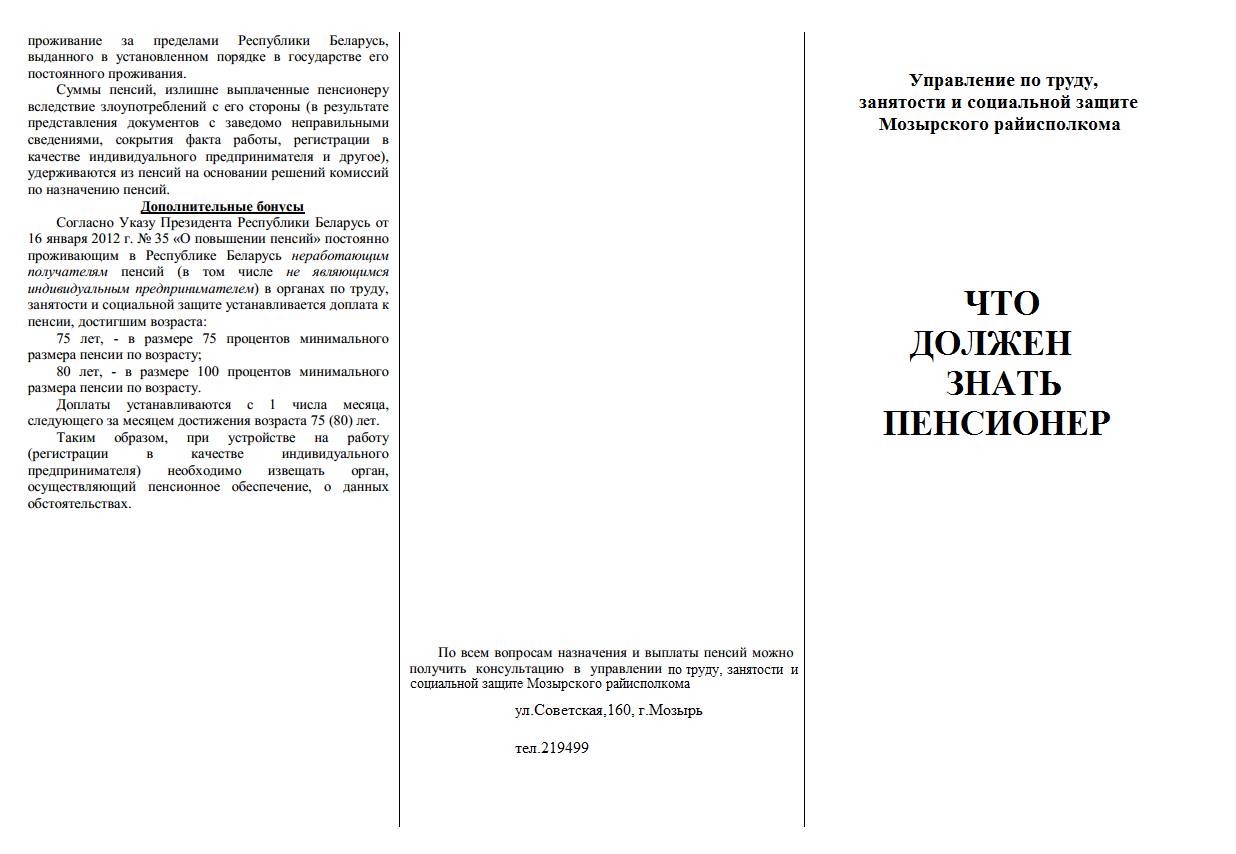 проживание за пределами Республики Беларусь,
выданного в установленном порядке в государстве его
постоянного проживания.
Суммы пенсий, излишне выплаченные пенсионеру
вследствие злоупотреблений с его стороны (в результате
представления документов с заведомо неправильными
сведениями, сокрытия факта работы, регистрации в
качестве индивидуального предпринимателя и другое),
удерживаются из пенсий на основании решений комиссий
по назначению пенсий.
Дополнительные бонусы
Согласно Указу Президента Республики Беларусь от
16 января 2012 г. № 35 «О повышении пенсий» постоянно
проживающим в Республике Беларусь неработающим
получателям пенсий (в том числе не являющимся
индивидуальным предпринимателем) в органах по труду,
занятости и социальной защите устанавливается доплата к
пенсии, достигшим возраста:
75 лет, - в размере 75 процентов минимального
размера пенсии по возрасту;
80 лет, - в размере 100 процентов минимального
размера пенсии по возрасту.
Доплаты устанавливаются с 1 числа месяца,
следующего за месяцем достижения возраста 75 (80) лет.
Таким образом, при устройстве на работу
(регистрации в качестве индивидуального
предпринимателя) необходимо извещать орган,
осуществляющий пенсионное обеспечение, о данных
обстоятельствах.
По всем вопросам назначения и выплаты пенсий можно
получить консультацию в управлении по труду, занятости и
социальной защите Мозырского райисполкома
ул.Советская,160, г.Мозырь
тел.219499
Управление по труду,
занятости и социальной защите
Мозырского райисполкома
ЧТО
ДОЛЖЕН
ЗНАТЬ
ПЕНСИОНЕР